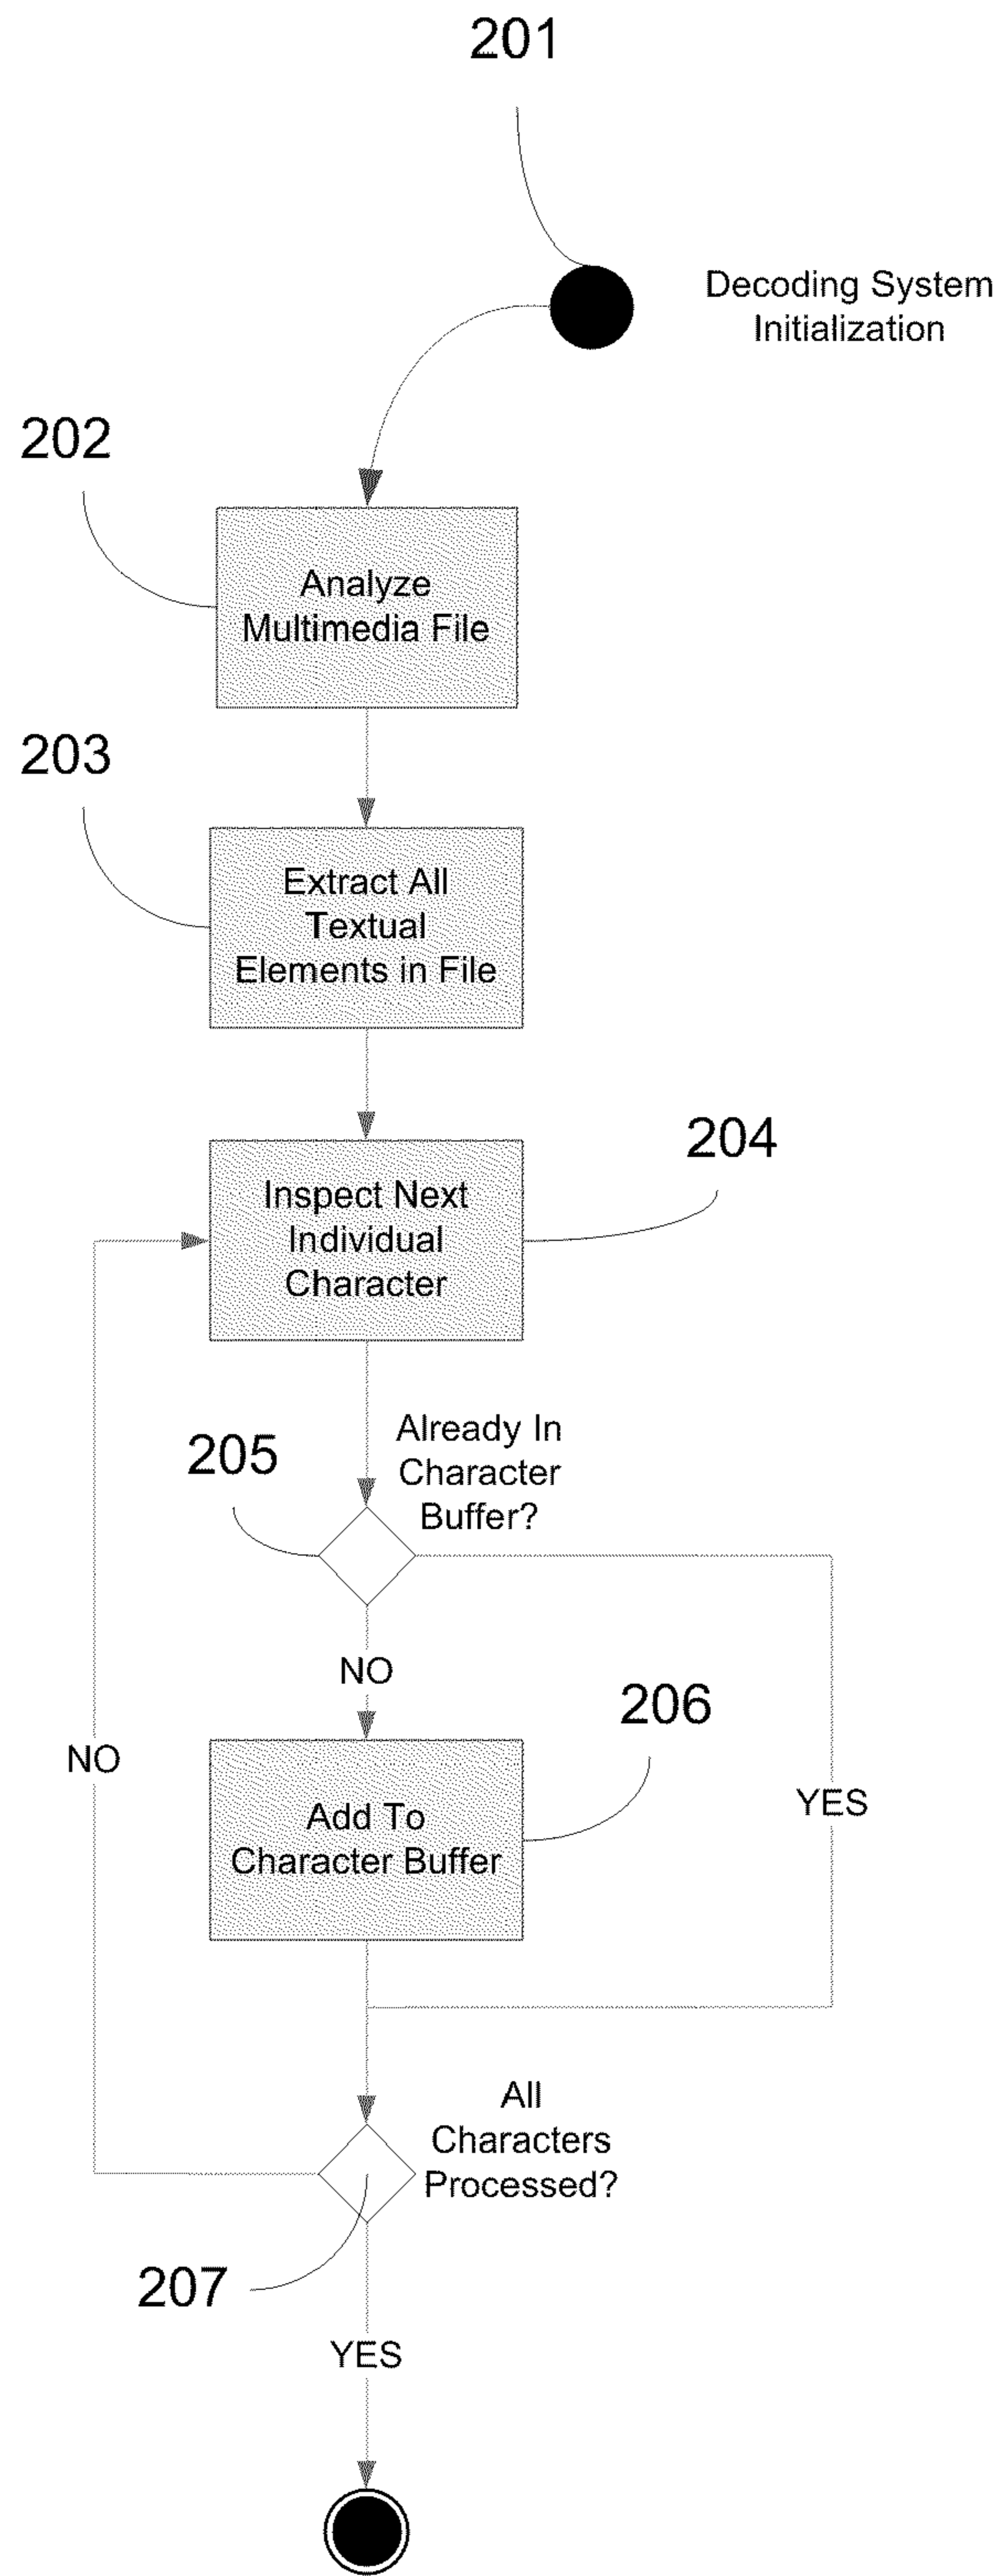 201
Decoding System
Initialization
202
Analyze
Multimedia File
203
Extract All
Textual
Elements in File
204
Inspect Next
Individual
Character
205
Already In
Character
Buffer?
NO
206
NO
YES
Add To
Character Buffer
All
Characters
Processed?
207
YES